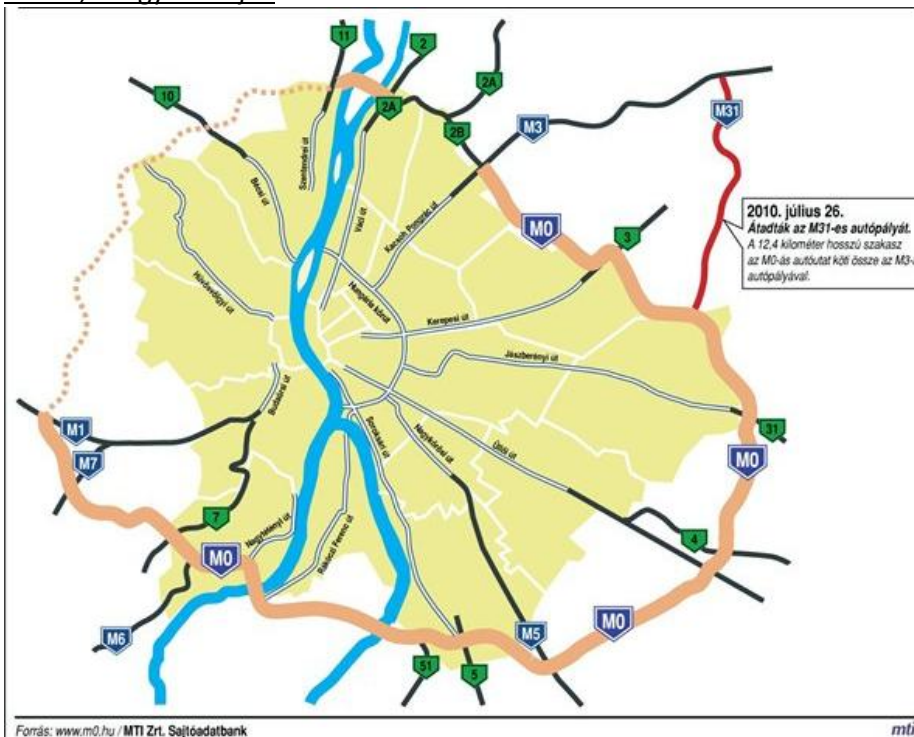 11
2
10
2A
2A
2B
M3
M31
Szentendrei út
Bécsi út
Váci út
Kacsóh Pongrác út
M0
3
2010. július 26.
Átadták az M31-es autópályát.
A 12,4 kilométer hosszú szakasz
az M0-ás autóutat köti össze az M3-
autópályával.
Hűvösvölgyi út
Hungária körút
Kerepesi út
Jászberényi út
Budaörsi út
M1
M7
Soroksári út
Nagykőrösi út
Üllői út
31
M0
7
Nagytétényi út
Rákóczi Ferenc út
4
M0
M6
M5
M0
51
5
Forrás: www.m0.hu / MTI Zrt. Sajtóadatbank
mti